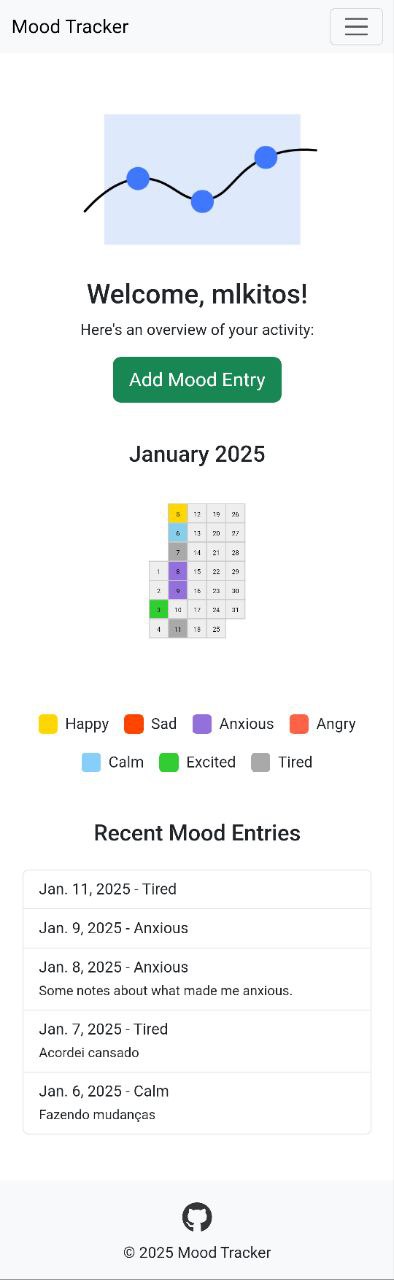 Mood Tracker
Welcome, mlkitos!
Here's an overview of your activity:
Add Mood Entry
January 2025
5 12 19 26
6 13 20 27
7 14 21 28
1 8 15 22 29
2 9 16 23 30
3 10 17 24 31
4 11 18 25
Happy Sad Anxious Angry
Calm Excited Tired
Recent Mood Entries
Jan. 11, 2025 - Tired
Jan. 9, 2025 - Anxious
Jan. 8, 2025 - Anxious
Some notes about what made me anxious.
Jan. 7, 2025 - Tired
Acordei cansado
Jan. 6, 2025 - Calm
Fazendo mudanças
© 2025 Mood Tracker